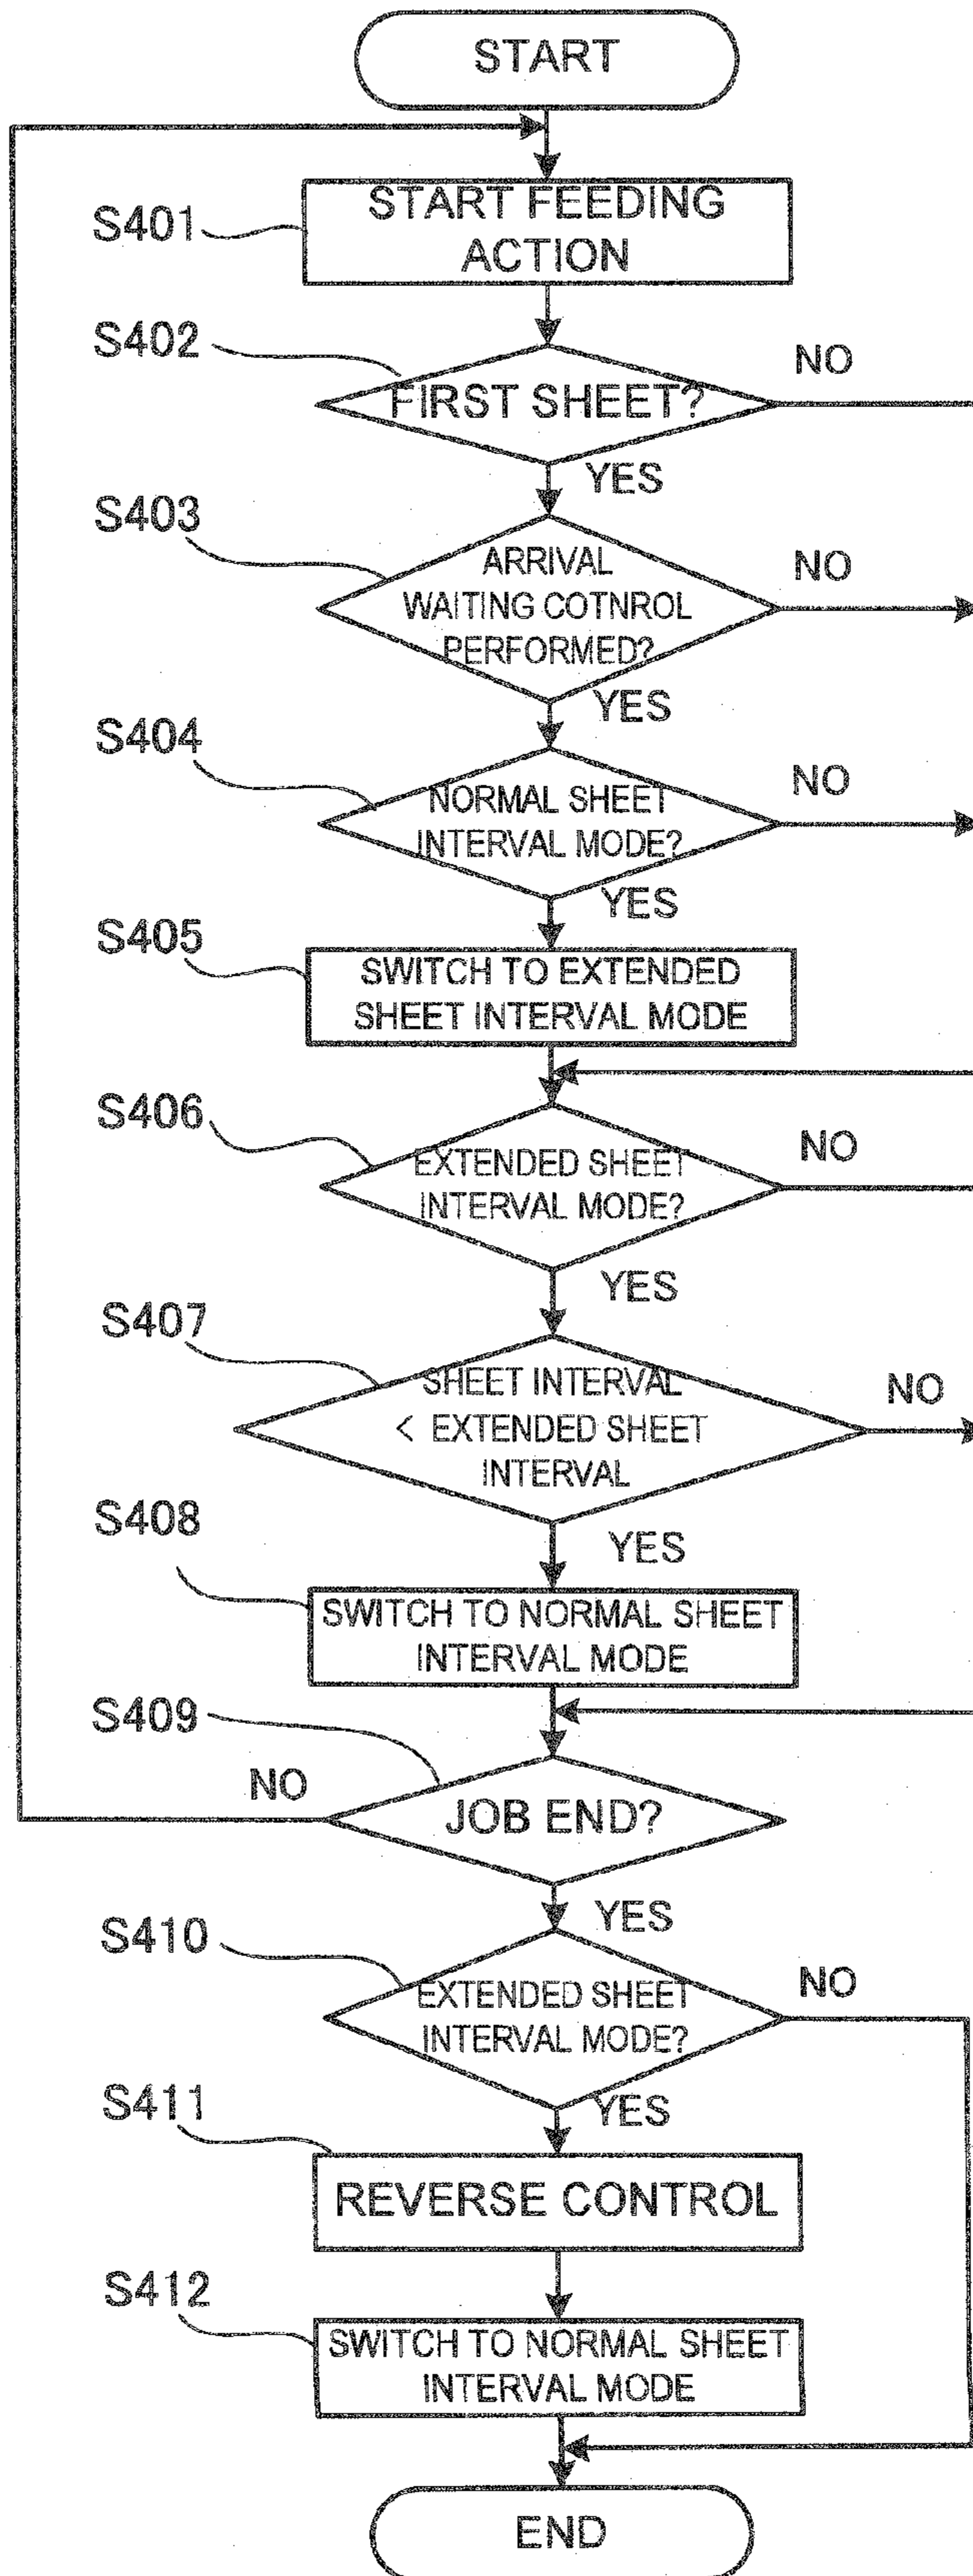 START
S401
START FEEDING
ACTION
S402
NO
FIRST SHEET?
YES
S403
ARRIVAL
WAITING COTNROL
PERFORMED?
NO
YES
S404
NORMAL SHEET
INTERVAL MODE?
NO
YES
S405
SWITCH TO EXTENDED
SHEET INTERVAL MODE
S406
EXTENDED SHEET
INTERVAL MODE?
NO
YES
S407
SHEET INTERVAL
< EXTENDED SHEET
INTERVAL
NO
YES
S408
SWITCH TO NORMAL SHEET
INTERVAL MODE
S409
NO
JOB END?
YES
S410
EXTENDED SHEET
INTERVAL MODE?
NO
YES
S411
REVERSE CONTROL
S412
SWITCH TO NORMAL SHEET
INTERVAL MODE
END